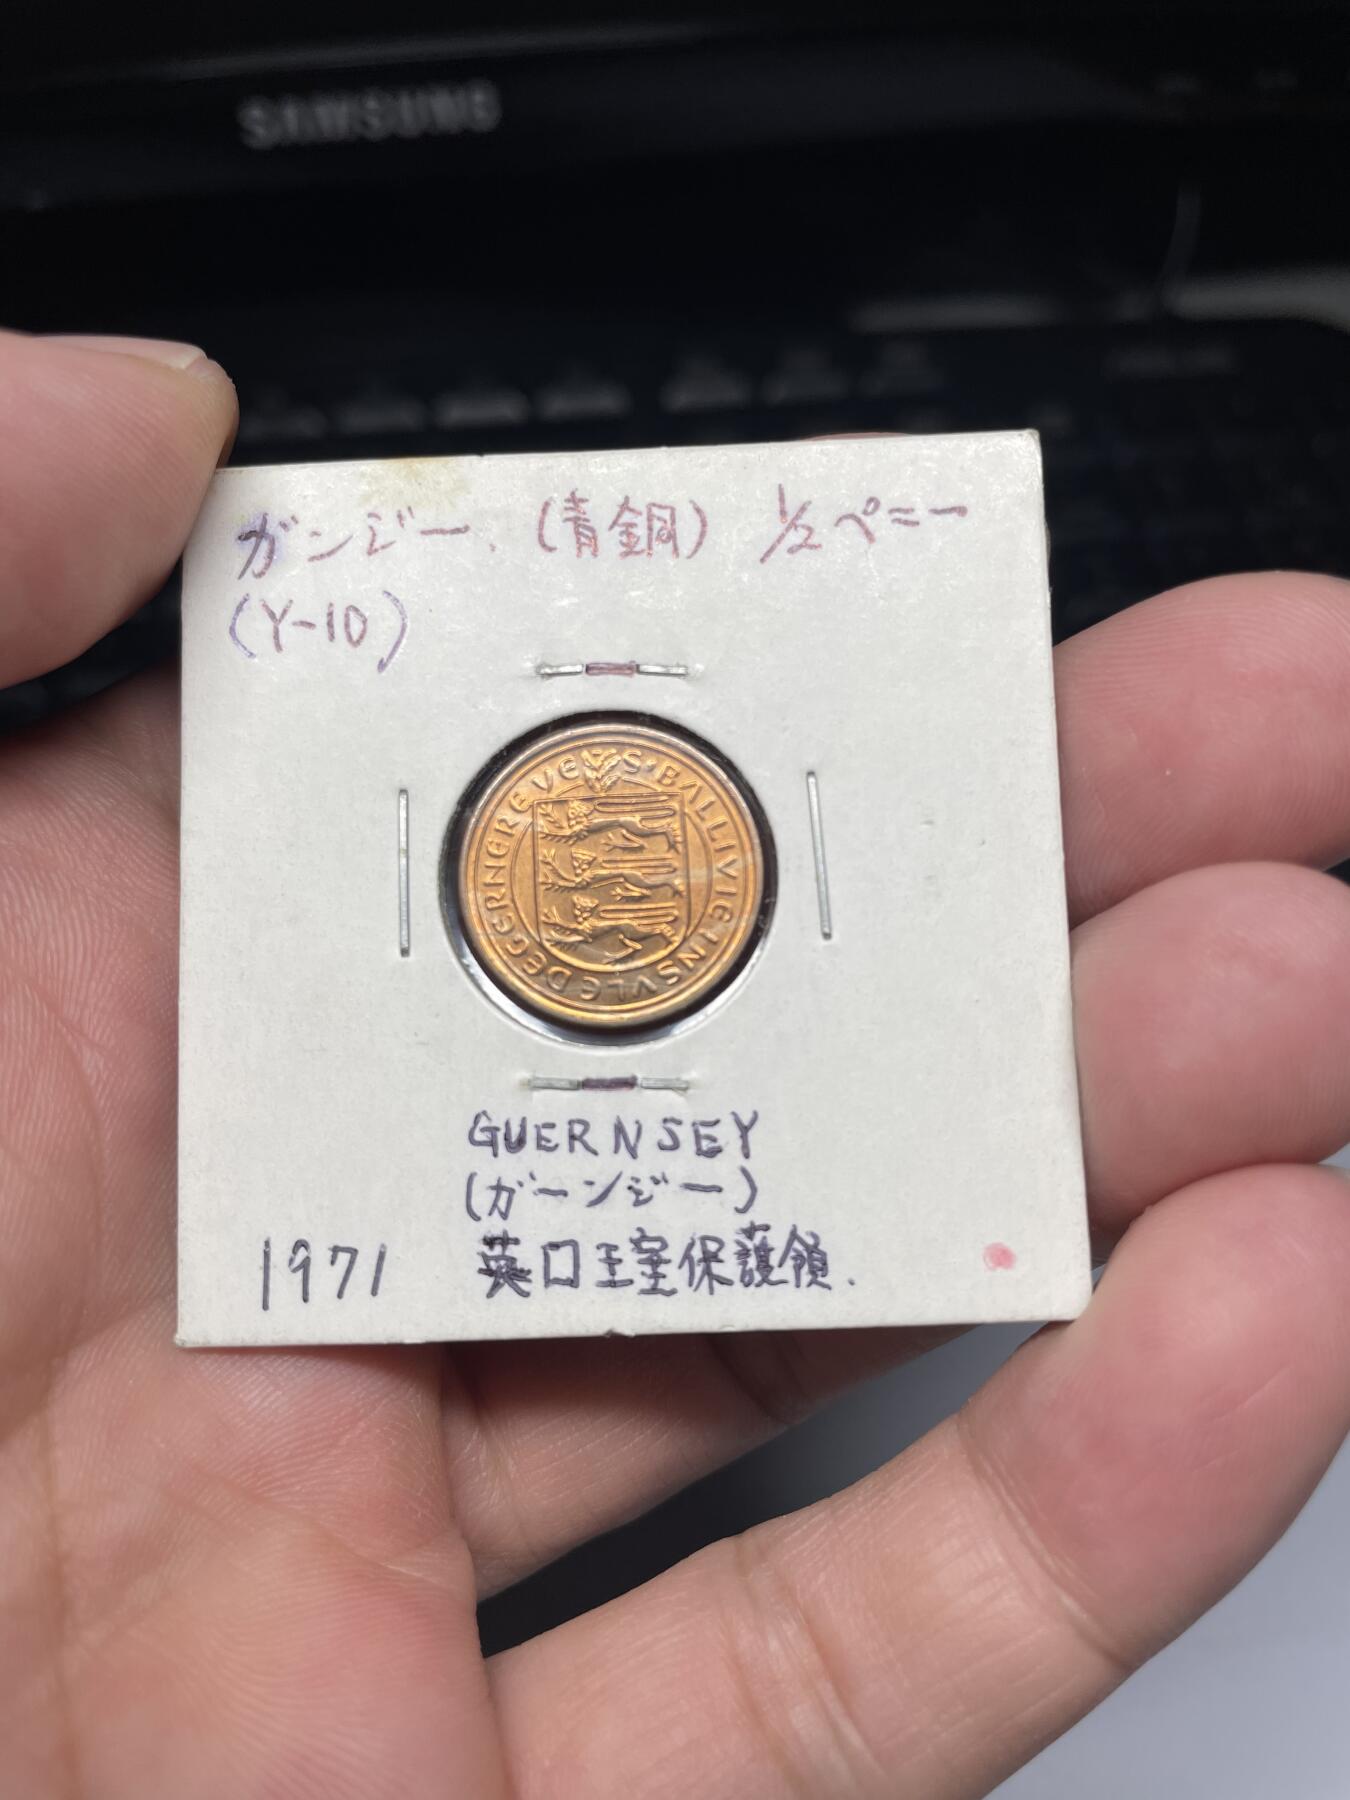 SAMSUNG
ガンジー. (青銅) ½ペニー
(Y-10)
S·BALLIVIE INSVLE DE GERNEREVE
GUERNSEY
(ガーンジー)
1971 英口王室保護領.